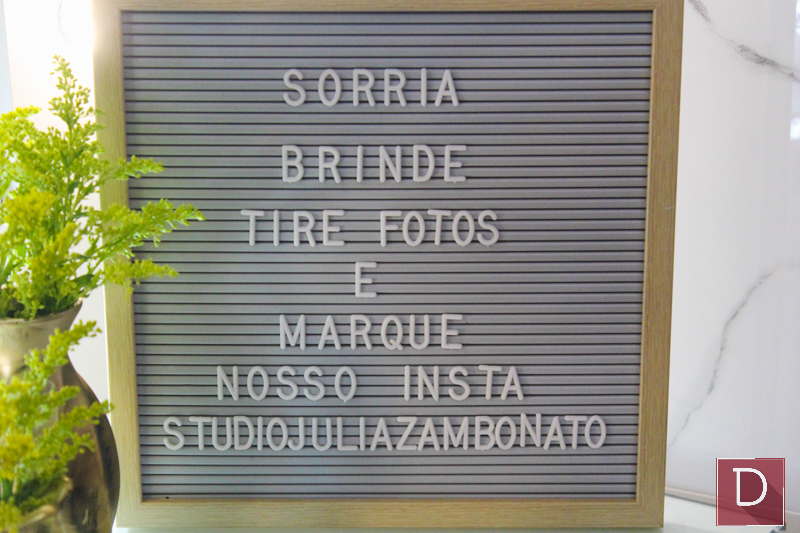 SORRIA
BRINDE
TIRE FOTOS
E
MARQUE
NOSSO INSTA
STUDIOJULIAZAMBONATO
D